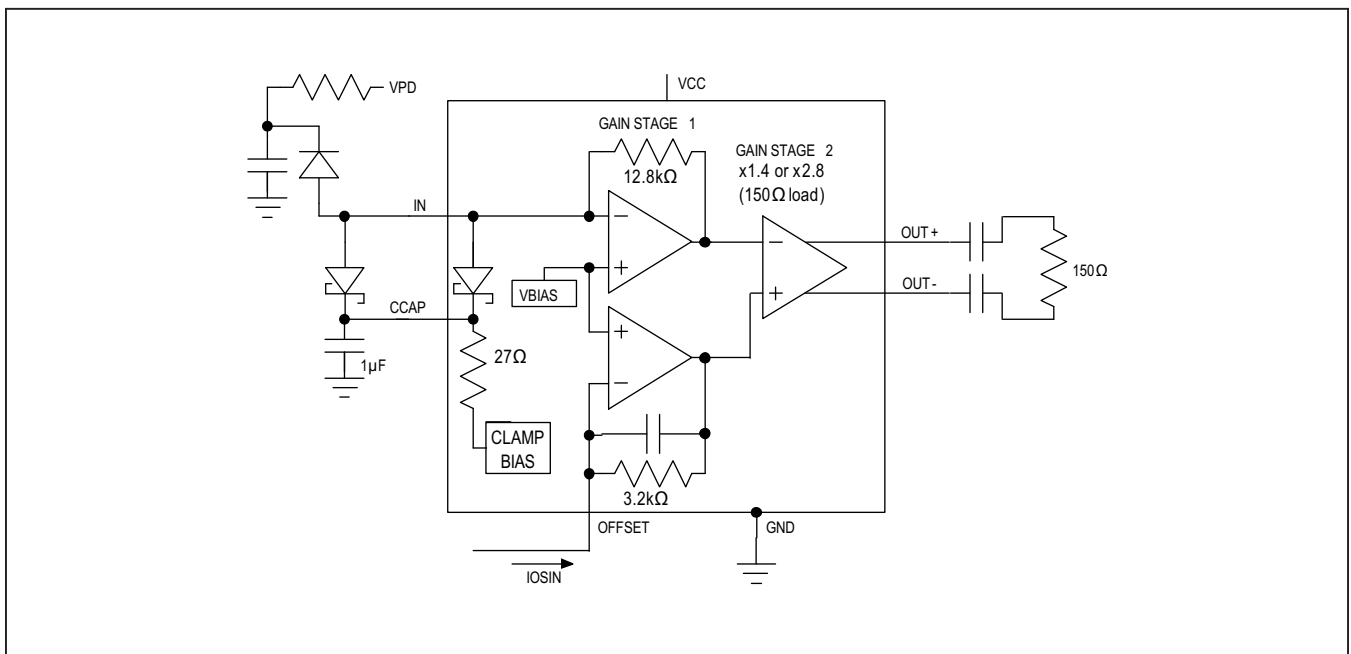 VPD
VCC
GAIN STAGE 1
12.8kΩ
GAIN STAGE 2
x1.4 or x2.8
(150Ω load)
IN
OUT+
OUT-
150Ω
VBIAS
CCAP
1µF
27Ω
CLAMP
BIAS
3.2kΩ
OFFSET
GND
IOSIN